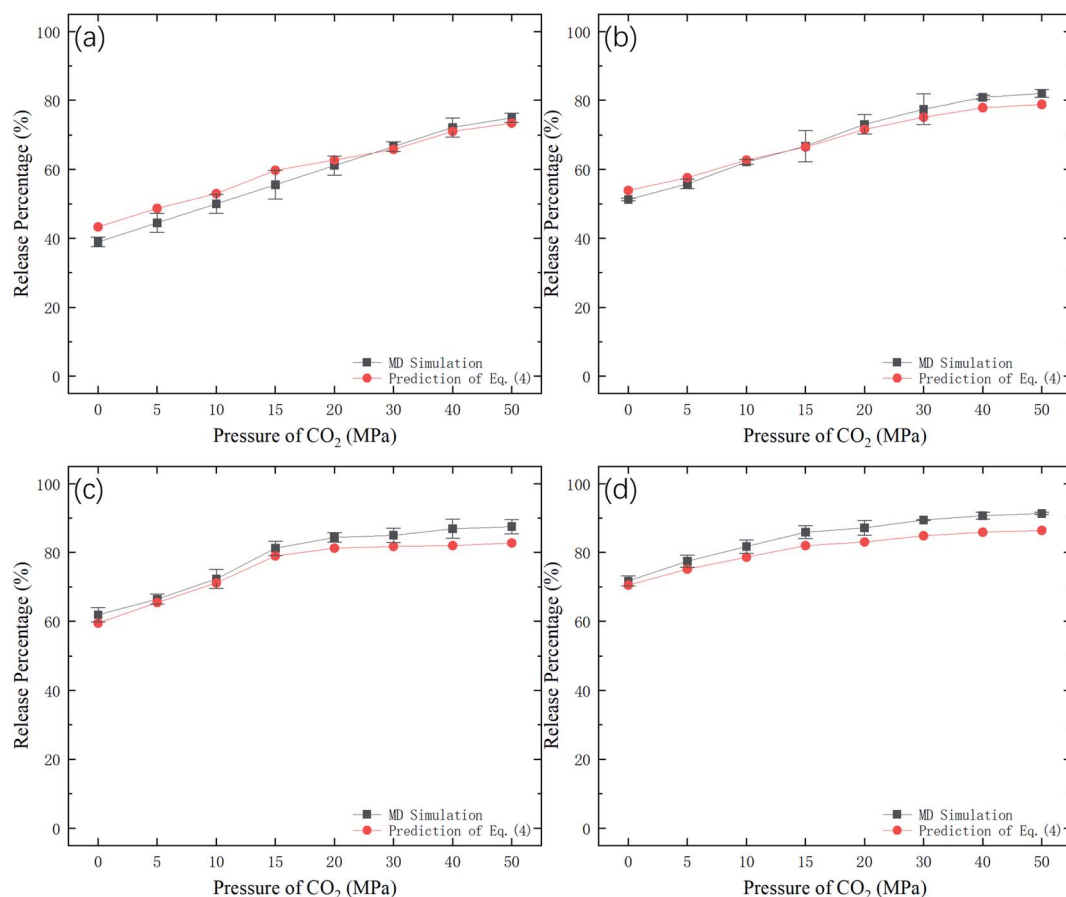 (a)
100
80
60
40
20
0
Release Percentage (%)
MD Simulation
Prediction of Eq.(4)
0 5 10 15 20 30 40 50
Pressure of CO₂ (MPa)
(b)
100
80
60
40
20
0
Release Percentage (%)
MD Simulation
Prediction of Eq.(4)
0 5 10 15 20 30 40 50
Pressure of CO₂ (MPa)
(c)
100
80
60
40
20
0
Release Percentage (%)
MD Simulation
Prediction of Eq.(4)
0 5 10 15 20 30 40 50
Pressure of CO₂ (MPa)
(d)
100
80
60
40
20
0
Release Percentage (%)
MD Simulation
Prediction of Eq.(4)
0 5 10 15 20 30 40 50
Pressure of CO₂ (MPa)